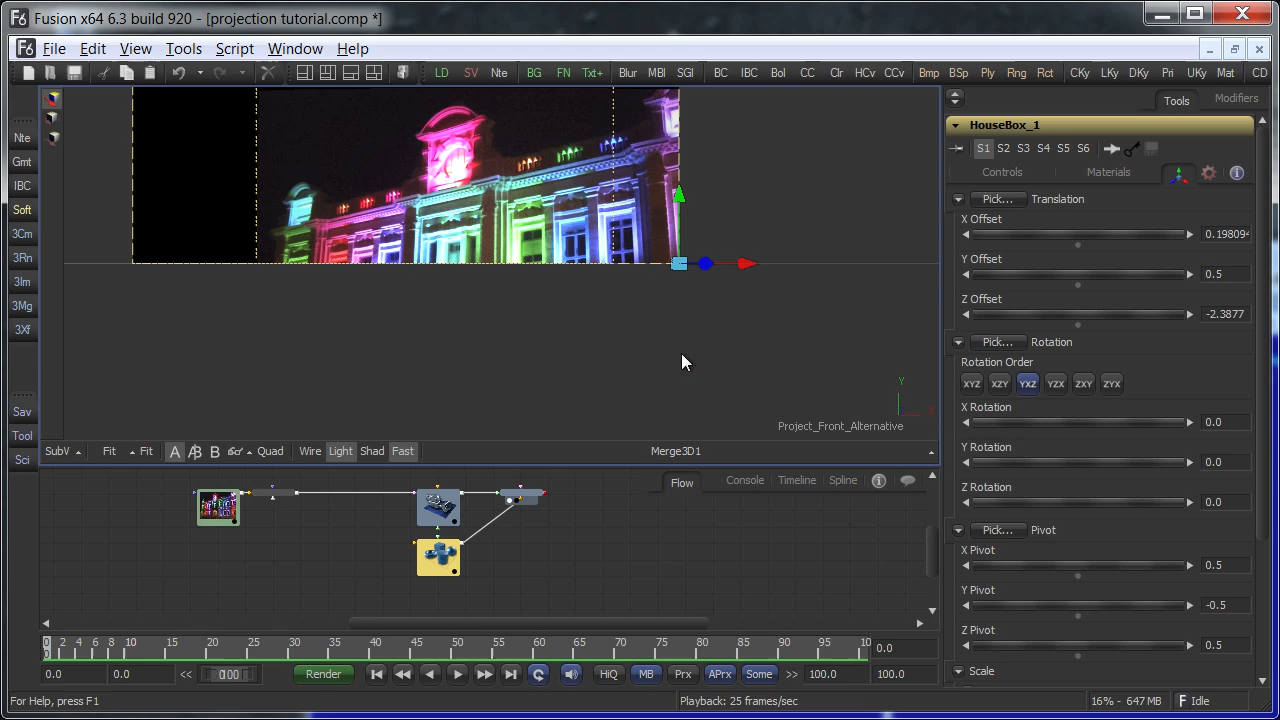 Fusion x64 6.3 build 920 - [projection tutorial.comp *]
File Edit View Tools Script Window Help
LD SV Nte BG FN Txt+ Blur MBl SGl BC IBC Bol CC Clr HCv CCv Bmp BSp Ply Rng Rct CKy LKy DKy Pri UKy Mat CD
Tools Modifiers
HouseBox_1
Nte
S1 S2 S3 S4 S5 S6
Gmt
Controls Materials
IBC
Pick... Translation
Soft
X Offset
3Cm
0.198094
3Rn
Y Offset
0.5
3Im
Z Offset
3Mg
-2.3877
3Xf
Pick... Rotation
Rotation Order
XYZ XZY YXZ YZX ZXY ZYX
Y
X
X Rotation
Sav
0.0
Project_Front_Alternative
Tool
Y Rotation
SubV Fit Fit A A|B B Quad Wire Light Shad Fast Merge3D1
Sci
0.0
Flow Console Timeline Spline
Z Rotation
0.0
Pick... Pivot
X Pivot
0.5
Y Pivot
-0.5
Z Pivot
0.5
0 2 4 6 8 10 15 20 25 30 35 40 45 50 55 60 65 70 75 80 85 90 95 10
0
0.0
Scale
0.0 0.0 << 0.0 Render HiQ MB Prx APrx Some >> 100.0 100.0
For Help, press F1 Playback: 25 frames/sec 16% - 647 MB Idle